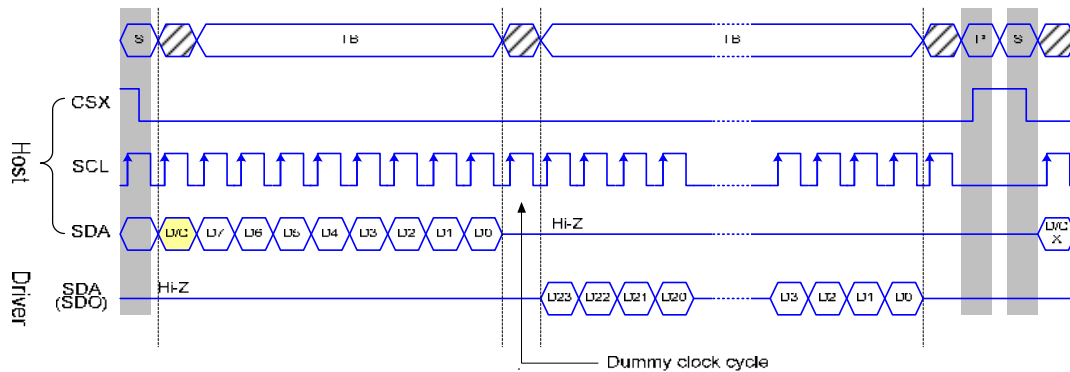 S TB TB P S
CSX
Host
SCL
SDA D/C D7 D6 D5 D4 D3 D2 D1 D0 Hi-Z D/C X
Driver
SDA (SDO) Hi-Z D23 D22 D21 D20 D3 D2 D1 D0
Dummy clock cycle